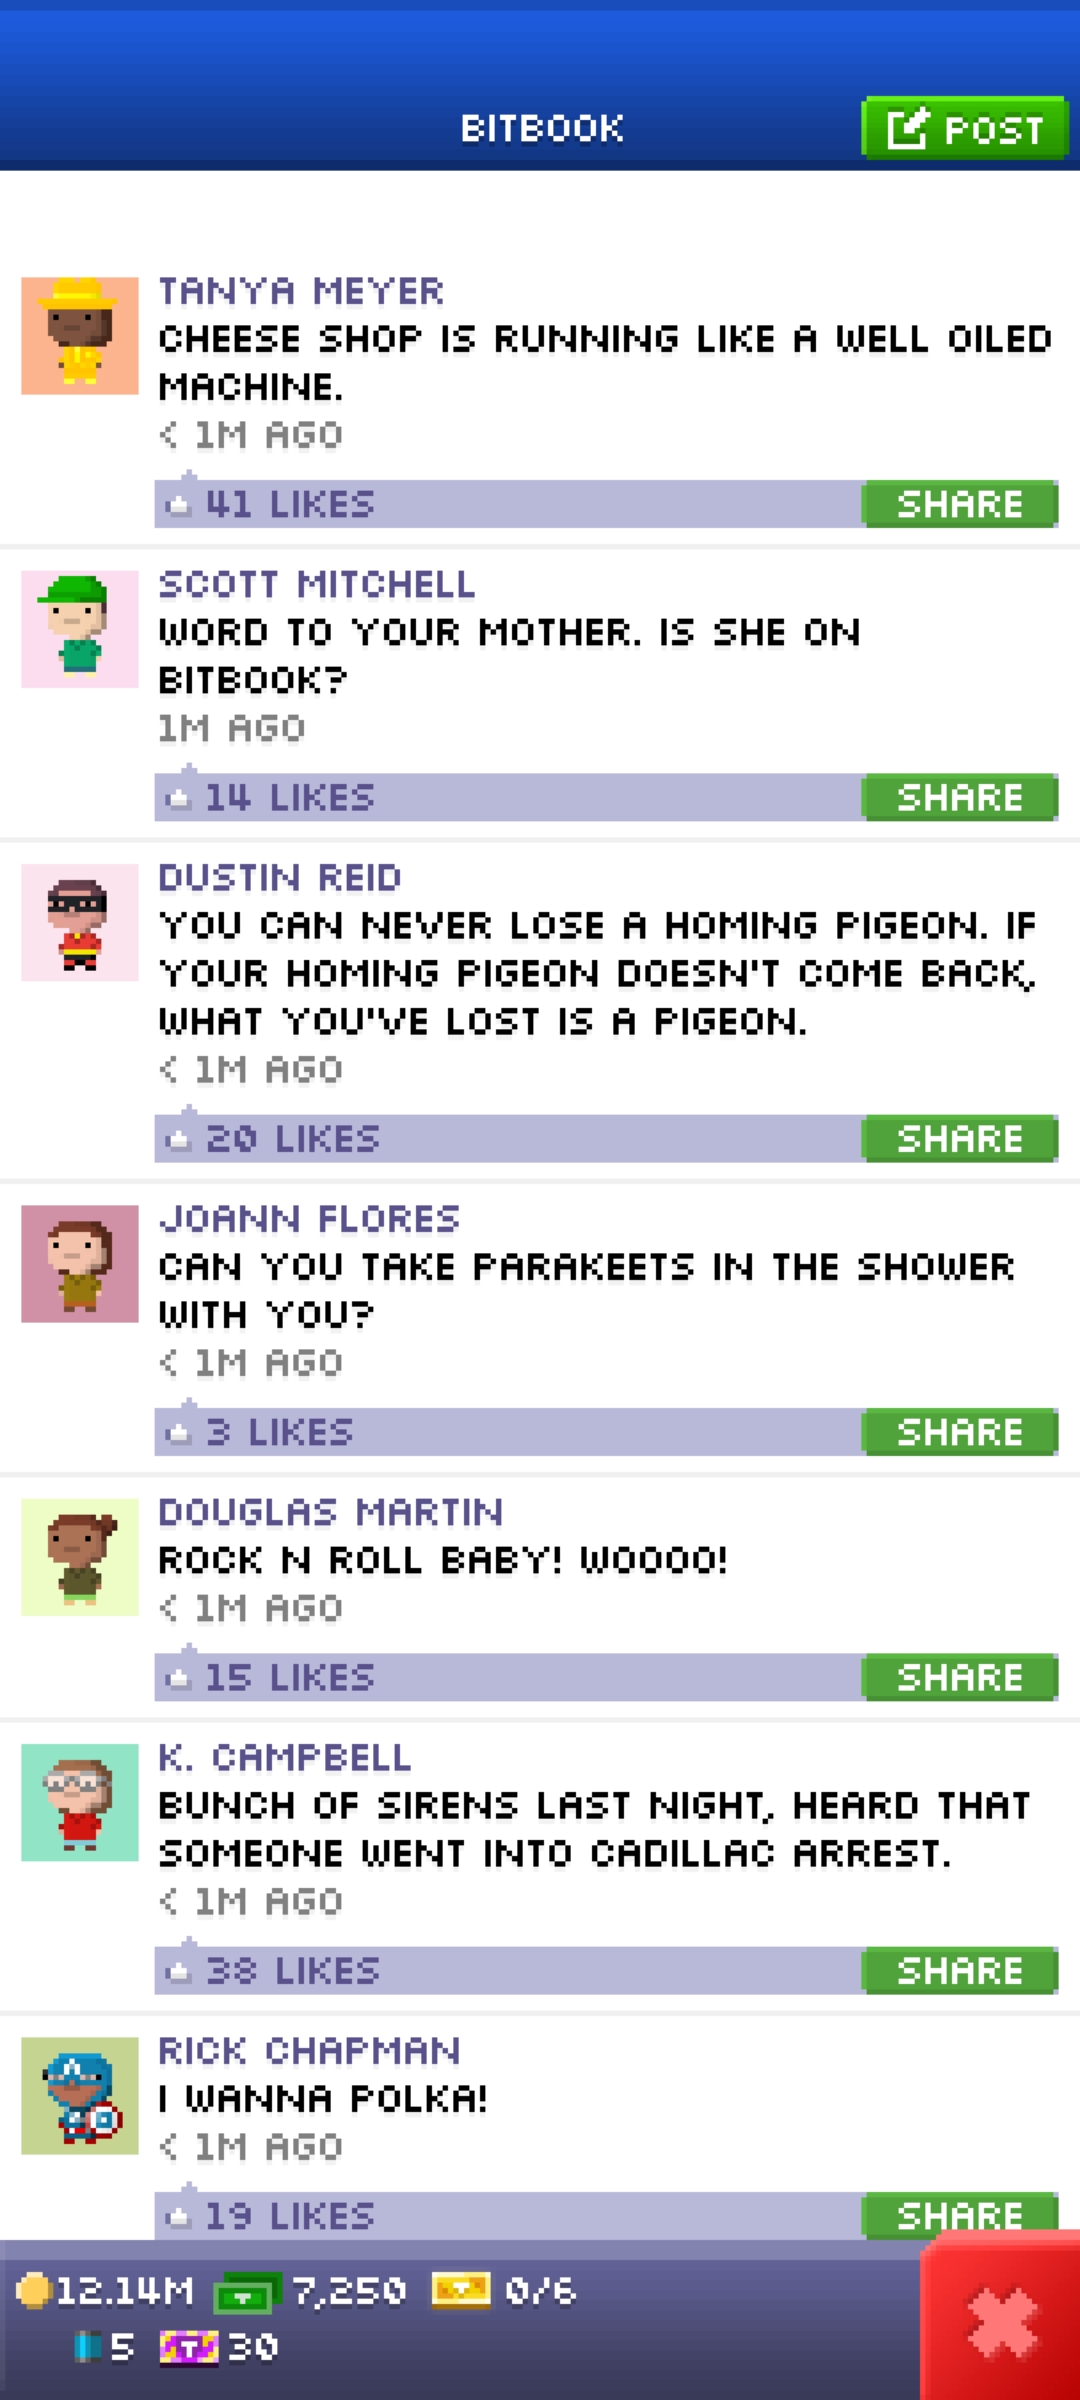 BITBOOK
POST
TANYA MEYER
CHEESE SHOP IS RUNNING LIKE A WELL OILED
MACHINE.
< 1M AGO
41 LIKES
SHARE
SCOTT MITCHELL
WORD TO YOUR MOTHER. IS SHE ON
BITBOOK?
1M AGO
14 LIKES
SHARE
DUSTIN REID
YOU CAN NEVER LOSE A HOMING PIGEON. IF
YOUR HOMING PIGEON DOESN'T COME BACK,
WHAT YOU'VE LOST IS A PIGEON.
< 1M AGO
20 LIKES
SHARE
JOANN FLORES
CAN YOU TAKE PARAKEETS IN THE SHOWER
WITH YOU?
< 1M AGO
3 LIKES
SHARE
DOUGLAS MARTIN
ROCK N ROLL BABY! WOOOO!
< 1M AGO
15 LIKES
SHARE
K. CAMPBELL
BUNCH OF SIRENS LAST NIGHT, HEARD THAT
SOMEONE WENT INTO CADILLAC ARREST.
< 1M AGO
38 LIKES
SHARE
RICK CHAPMAN
I WANNA POLKA!
< 1M AGO
19 LIKES
SHARE
12.14M 7,250 0/6
5 T 30